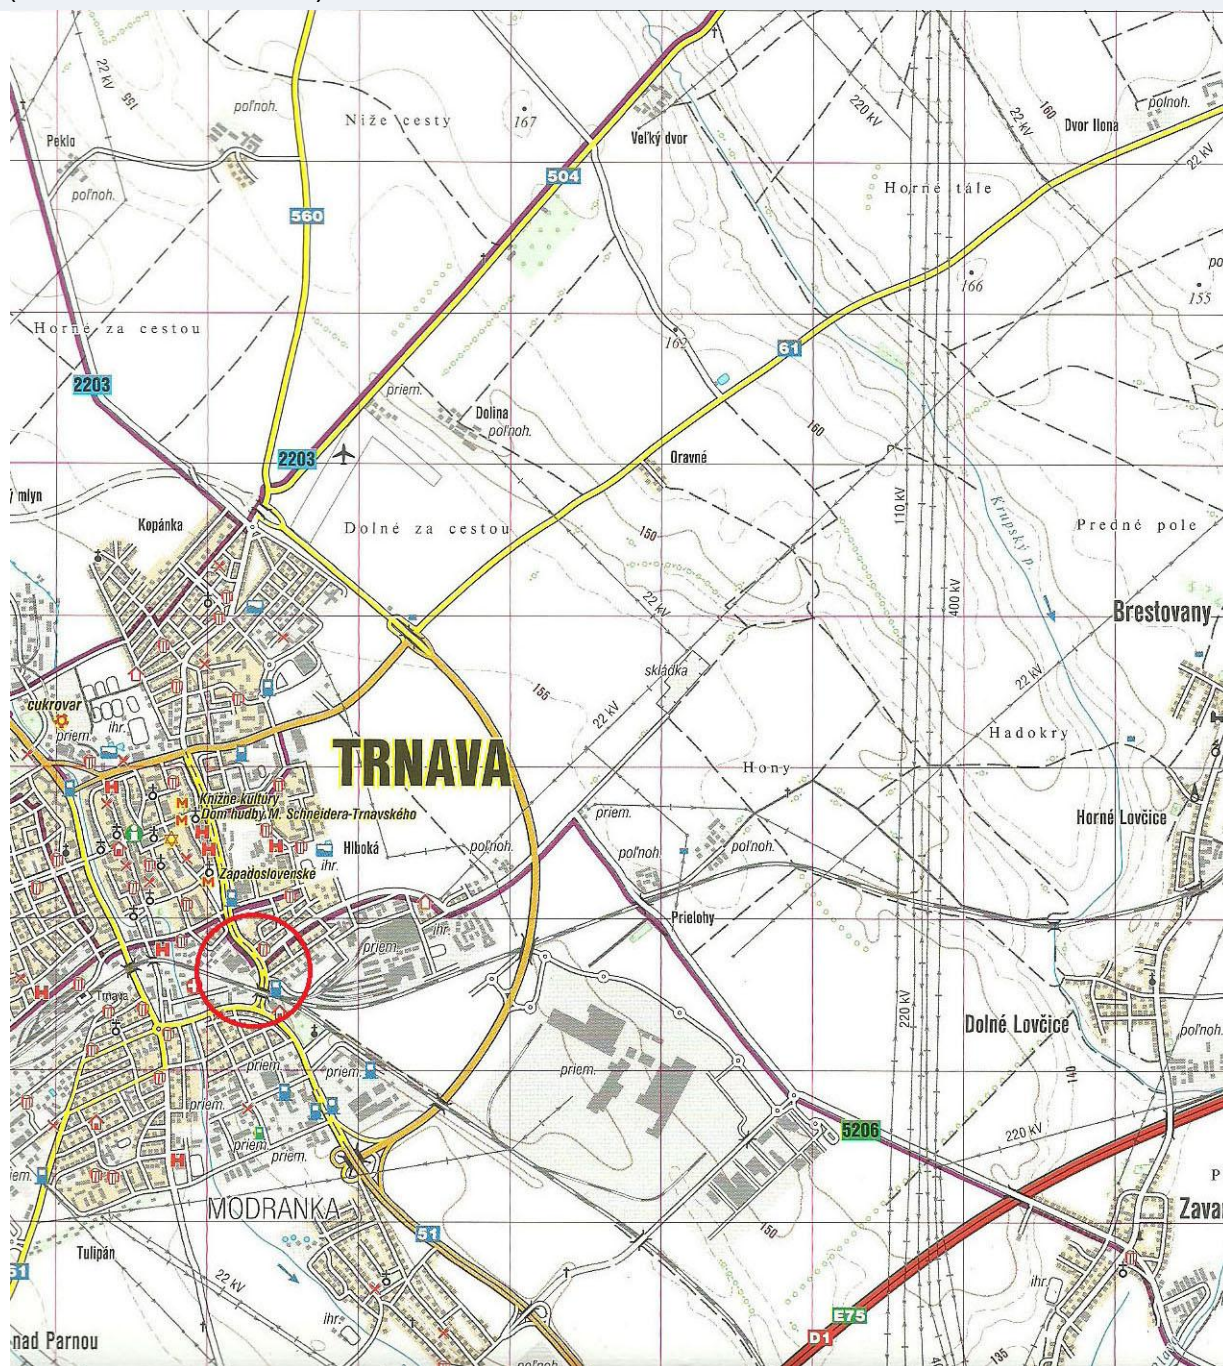 22 kV
151
poľnoh.
Niže cesty
167
Veľký dvor
220 kV
22 kV
160
poľnoh.
Dvor Ilona
22 kV
Peklo
poľnoh.
504
Horné tále
560
166
155
Horné za cestou
162
61
2203
priem.
Dolina
poľnoh.
160
2203
Oravné
mlyn
Kopánka
Dolné za cestou
150
110 kV
Krupský p.
Predné pole
22 kV
400 kV
Brestovany
skládka
155
22 kV
22 kV
cukrovar
priem.
ihr.
Hadokry
TRNAVA
Hony
Knižne kultúry
Dom hudby M. Schneidera-Trnavského
priem.
Horné Lovčice
Hlboká
ihr.
poľnoh.
poľnoh.
poľnoh.
Západoslovenské
Prielohy
ihr.
priem.
Trnava
220 kV
Dolné Lovčice
poľnoh.
priem.
priem.
priem.
140
priem.
5206
220 kV
priem.
priem.
iem.
P
MODRANKA
Zava
51
150
Tulipán
51
22 kV
ihr.
ihr.
E75
D1
nad Parnou
poľnoh.
135